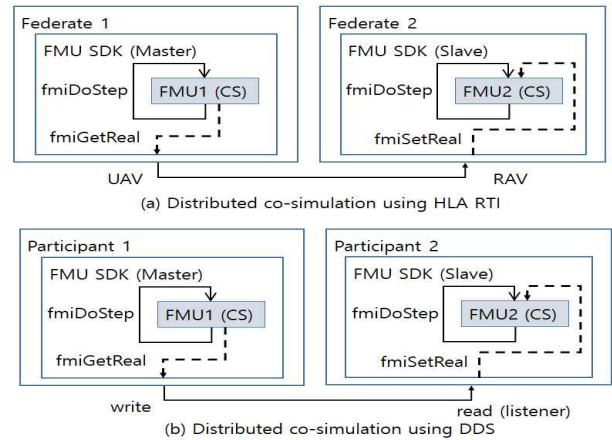 Federate 1
FMU SDK (Master)
fmiDoStep
FMU1 (CS)
fmiGetReal
Federate 2
FMU SDK (Slave)
fmiDoStep
FMU2 (CS)
fmiSetReal
UAV
RAV
(a) Distributed co-simulation using HLA RTI
Participant 1
FMU SDK (Master)
fmiDoStep
FMU1 (CS)
fmiGetReal
Participant 2
FMU SDK (Slave)
fmiDoStep
FMU2 (CS)
fmiSetReal
write
read (listener)
(b) Distributed co-simulation using DDS